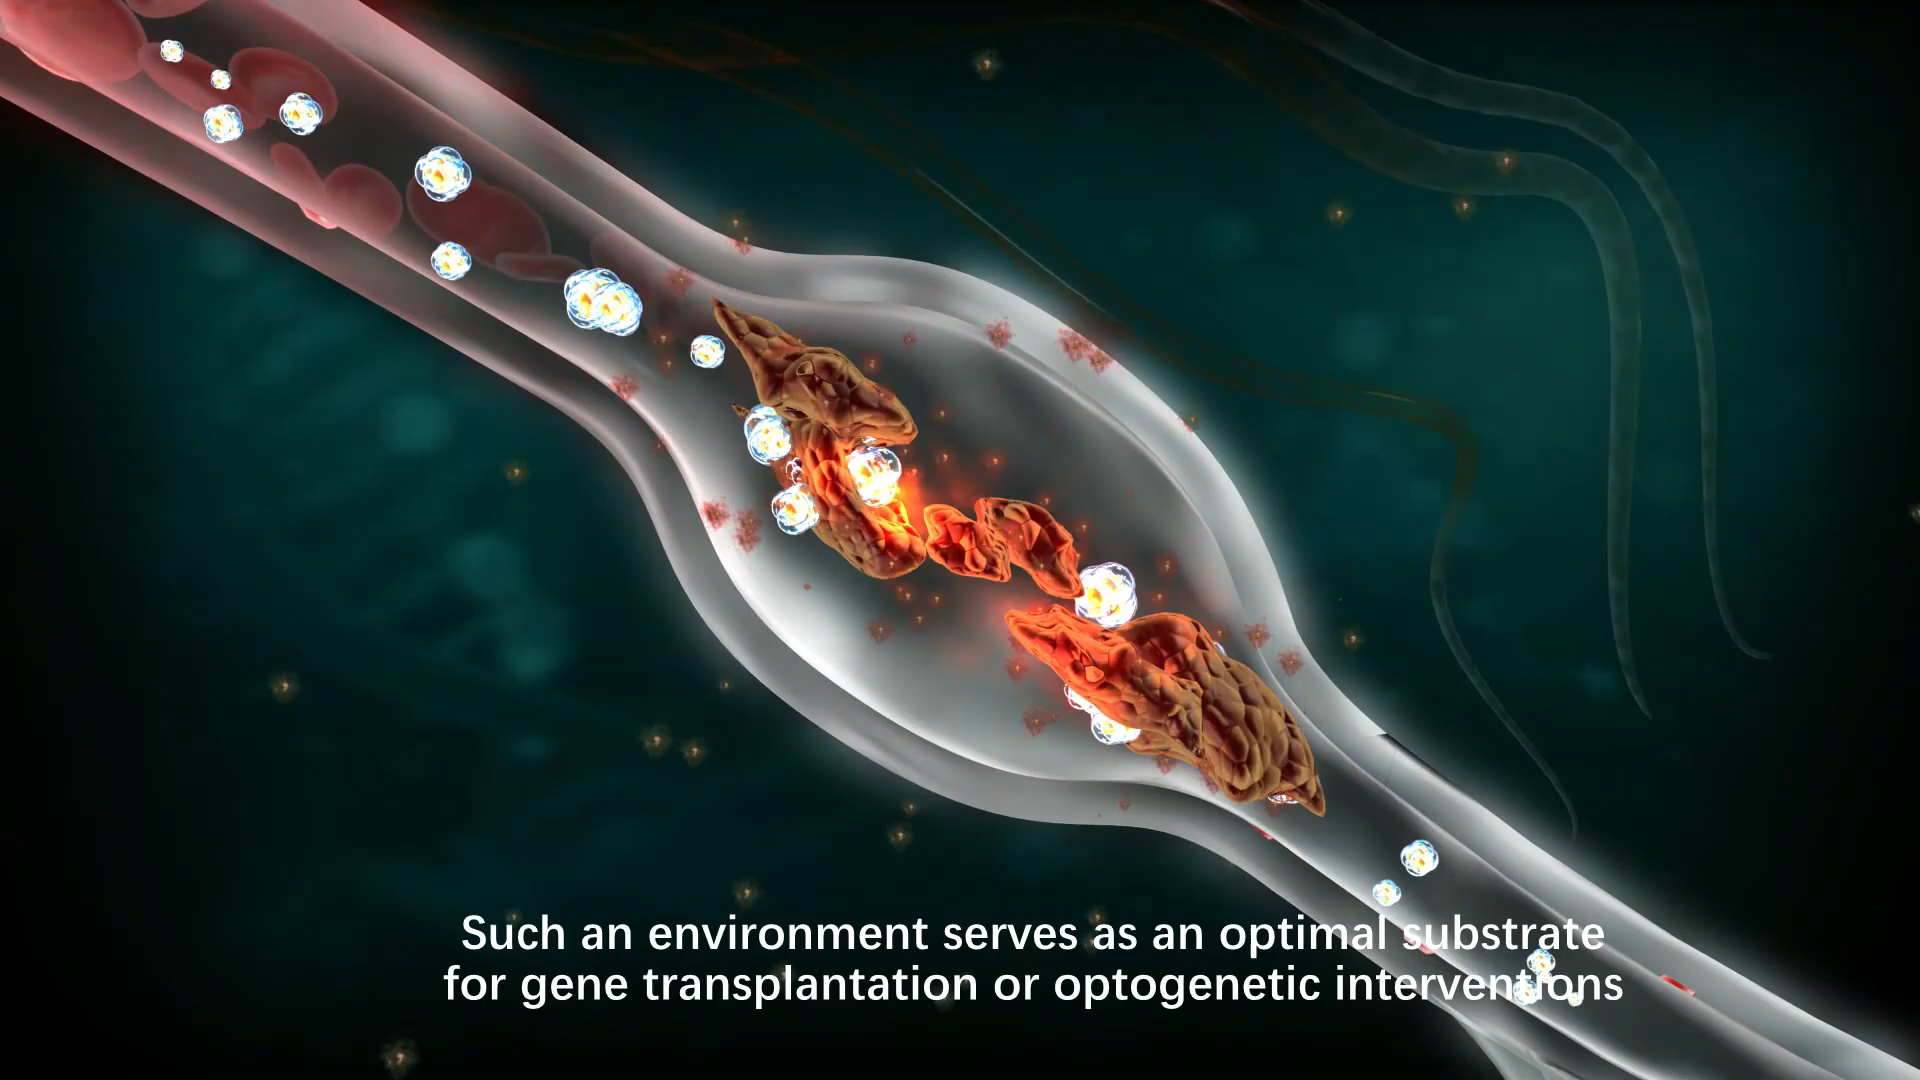 Such an environment serves as an optimal substrate
for gene transplantation or optogenetic interventions